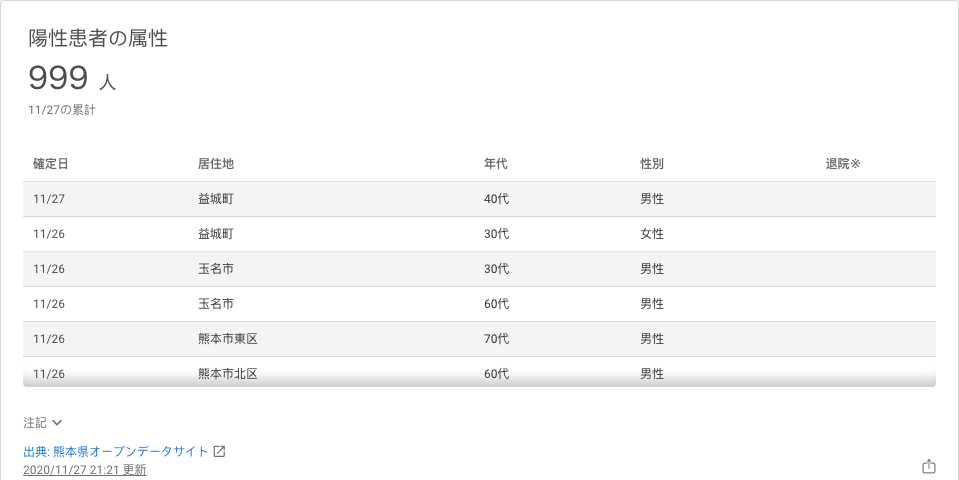 陽性患者の属性
999 人
11/27の累計
確定日 居住地 年代 性別 退院※
11/27 益城町 40代 男性
11/26 益城町 30代 女性
11/26 玉名市 30代 男性
11/26 玉名市 60代 男性
11/26 熊本市東区 70代 男性
11/26 熊本市北区 60代 男性
注記
出典: 熊本県オープンデータサイト
2020/11/27 21:21 更新